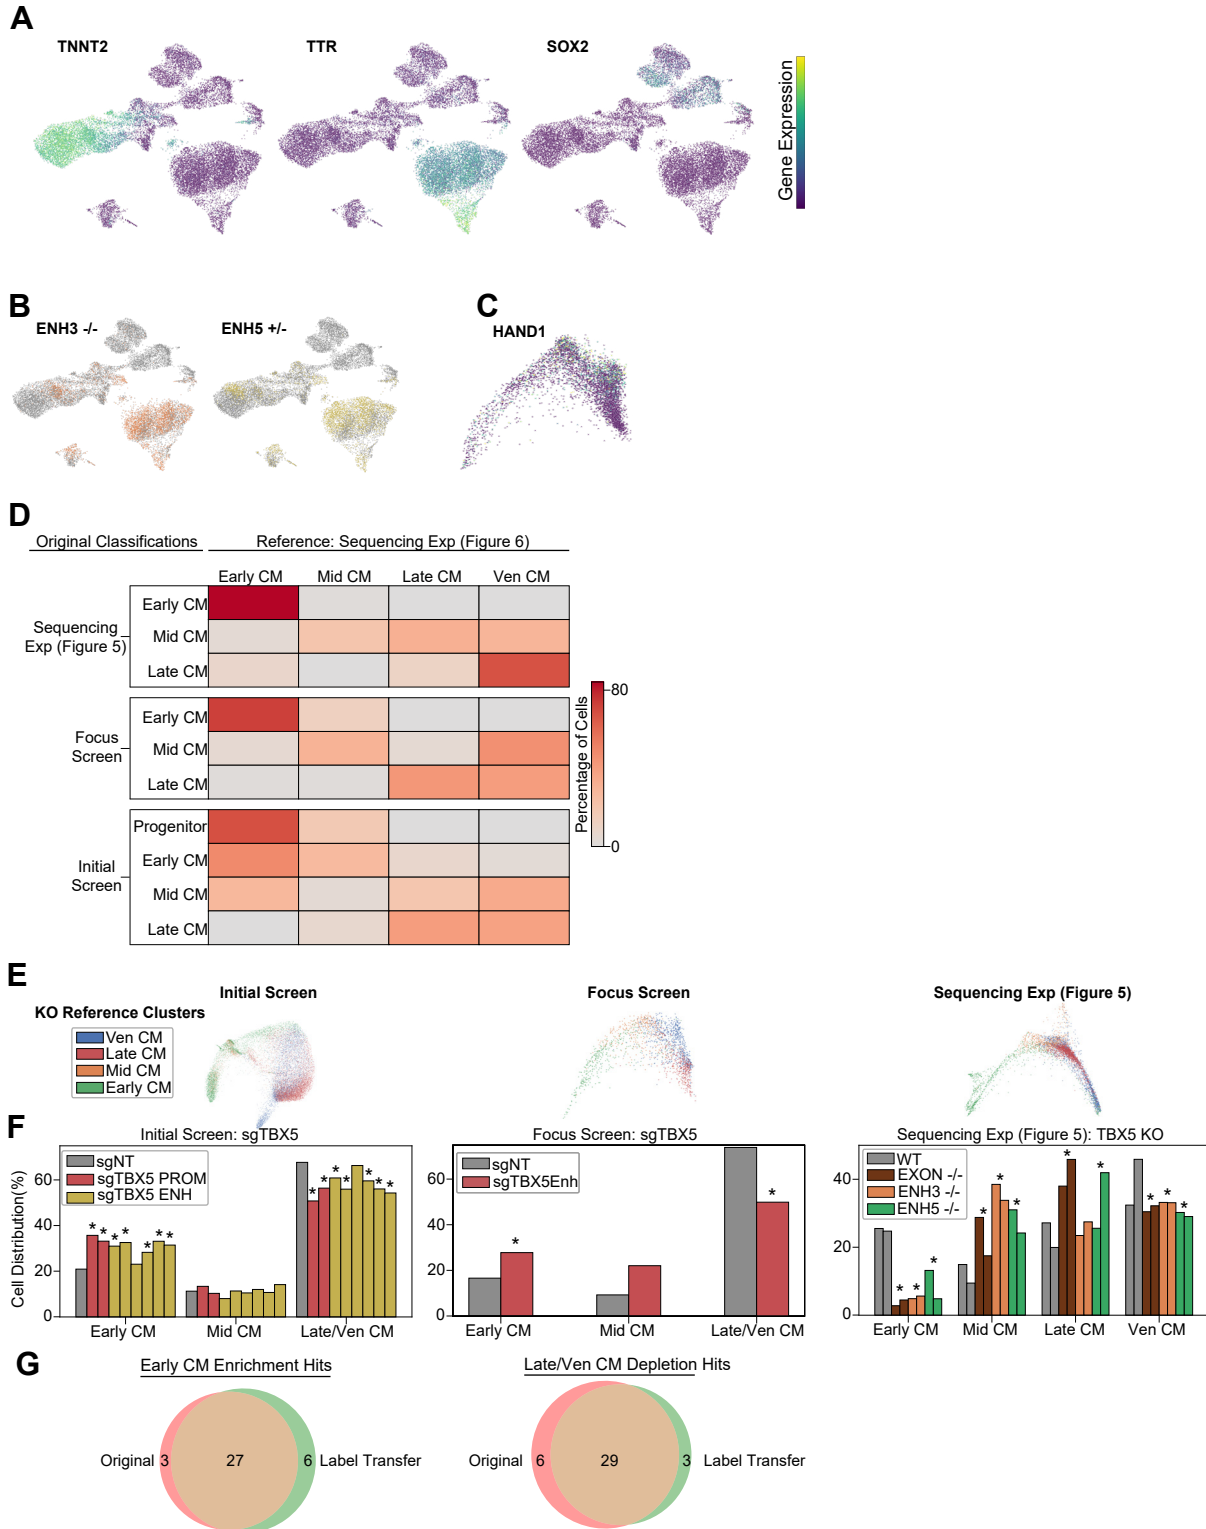 A
TNNT2
TTR
SOX2
Gene Expression
B
ENH3 -/-
ENH5 +/-
C
HAND1
D
Original Classifications
Reference: Sequencing Exp (Figure 6)
Early CM Mid CM Late CM Ven CM
Sequencing
Exp (Figure 5)
Early CM
Mid CM
Late CM
Focus
Screen
Early CM
Mid CM
Late CM
Initial
Screen
Progenitor
Early CM
Mid CM
Late CM
Percentage of Cells
80
0
E
KO Reference Clusters
Ven CM
Late CM
Mid CM
Early CM
Initial Screen
Focus Screen
Sequencing Exp (Figure 5)
F
Initial Screen: sgTBX5
Cell Distribution(%)
60
40
20
0
sgNT
sgTBX5 PROM
sgTBX5 ENH
* * * * * * *
* * * * * * *
Early CM Mid CM Late/Ven CM
Focus Screen: sgTBX5
60
40
20
0
sgNT
sgTBX5Enh
*
*
Early CM Mid CM Late/Ven CM
Sequencing Exp (Figure 5): TBX5 KO
40
20
0
WT
EXON -/-
ENH3 -/-
ENH5 -/-
* * *
* * *
* *
* * *
Early CM Mid CM Late CM Ven CM
G
Early CM Enrichment Hits
Original 3 27 6 Label Transfer
Late/Ven CM Depletion Hits
Original 6 29 3 Label Transfer